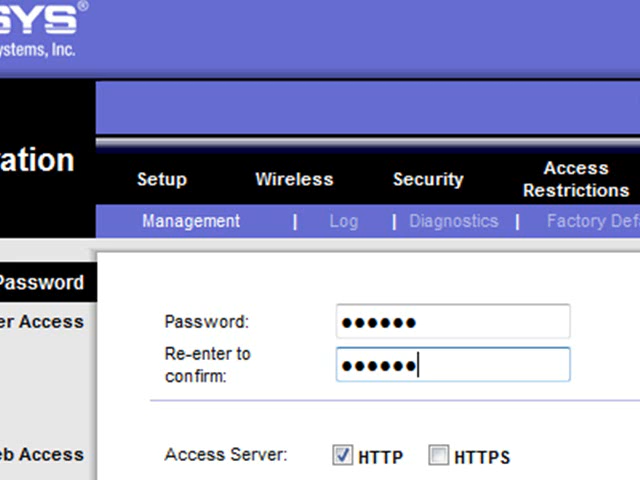 SYS®
ystems, Inc.
ration
Setup Wireless Security Access Restrictions
Management | Log | Diagnostics | Factory Def
Password
er Access
Password: ●●●●●●
Re-enter to
confirm: ●●●●●●
eb Access
Access Server: HTTP HTTPS